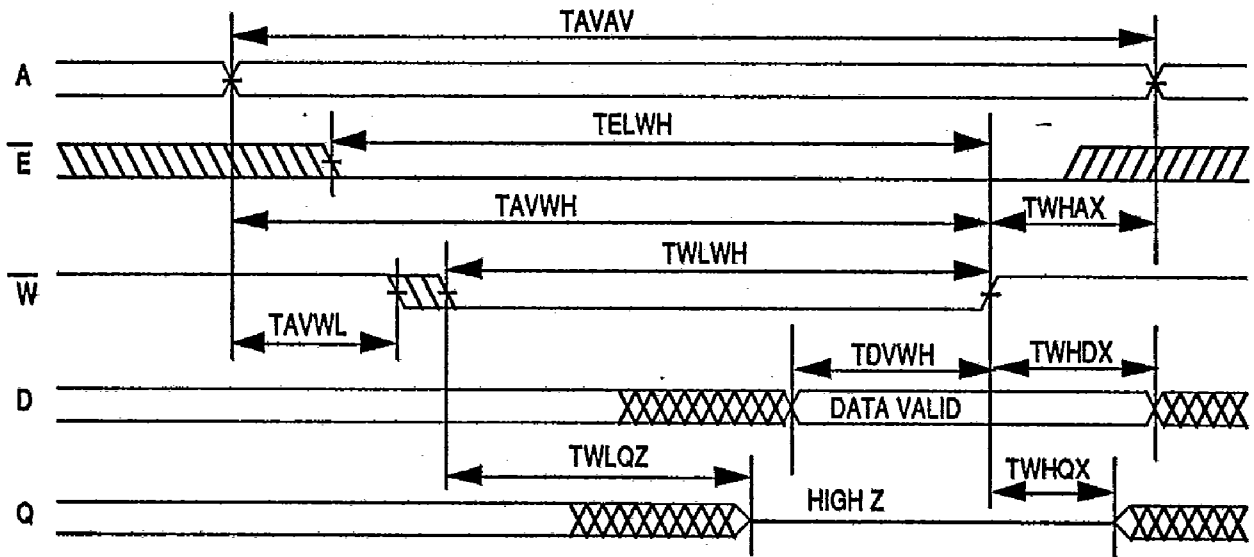 TAVAV
A
TELWH
E̅
TAVWH
TWHAX
TWLWH
W̅
TAVWL
TDVWH
TWHDX
D
DATA VALID
TWLQZ
TWHQX
HIGH Z
Q